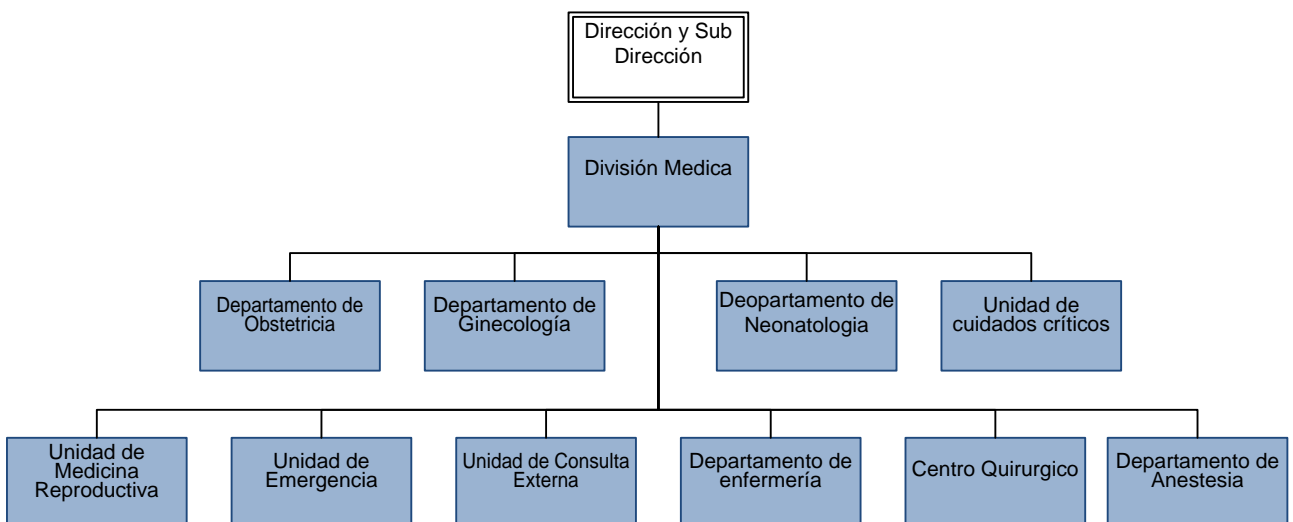 Dirección y Sub
Dirección
División Medica
Departamento de
Obstetricia
Departamento de
Ginecología
Deopartamento de
Neonatologia
Unidad de
cuidados críticos
Unidad de
Medicina
Reproductiva
Unidad de
Emergencia
Unidad de Consulta
Externa
Departamento de
enfermería
Centro Quirurgico
Departamento de
Anestesia